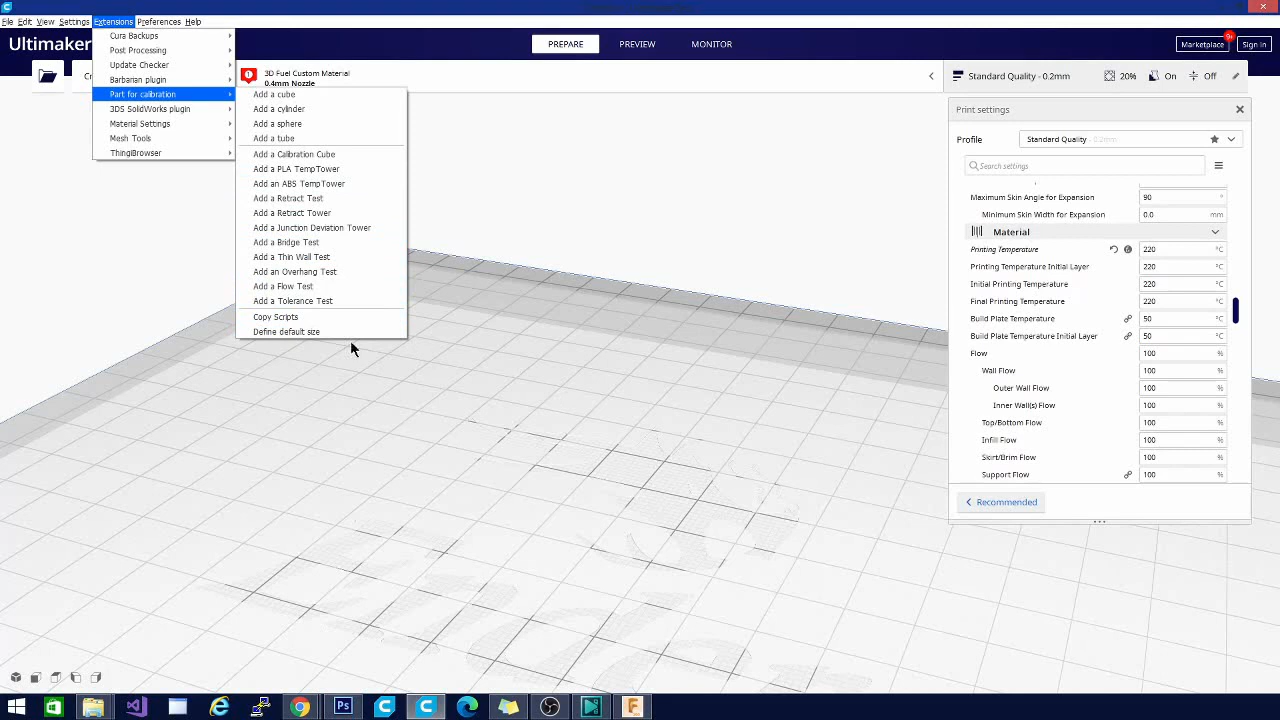 File Edit View Settings Extensions Preferences Help
Ultimaker
PREPARE PREVIEW MONITOR
Marketplace
Sign in
Cura Backups
Post Processing
Update Checker
Barbarian plugin
Part for calibration
3DS SolidWorks plugin
Material Settings
Mesh Tools
ThingiBrowser
3D Fuel Custom Material
0.4mm Nozzle
Add a cube
Add a cylinder
Add a sphere
Add a tube
Add a Calibration Cube
Add a PLA TempTower
Add an ABS TempTower
Add a Retract Test
Add a Retract Tower
Add a Junction Deviation Tower
Add a Bridge Test
Add a Thin Wall Test
Add an Overhang Test
Add a Flow Test
Add a Tolerance Test
Copy Scripts
Define default size
Standard Quality - 0.2mm 20% On Off
Print settings
Profile Standard Quality - 0.2mm
Search settings
Maximum Skin Angle for Expansion 90 °
Minimum Skin Width for Expansion 0.0 mm
Material
Printing Temperature 220 °C
Printing Temperature Initial Layer 220 °C
Initial Printing Temperature 220 °C
Final Printing Temperature 220 °C
Build Plate Temperature 50 °C
Build Plate Temperature Initial Layer 50 °C
Flow 100 %
Wall Flow 100 %
Outer Wall Flow 100 %
Inner Wall(s) Flow 100 %
Top/Bottom Flow 100 %
Infill Flow 100 %
Skirt/Brim Flow 100 %
Support Flow 100 %
Recommended
Ps